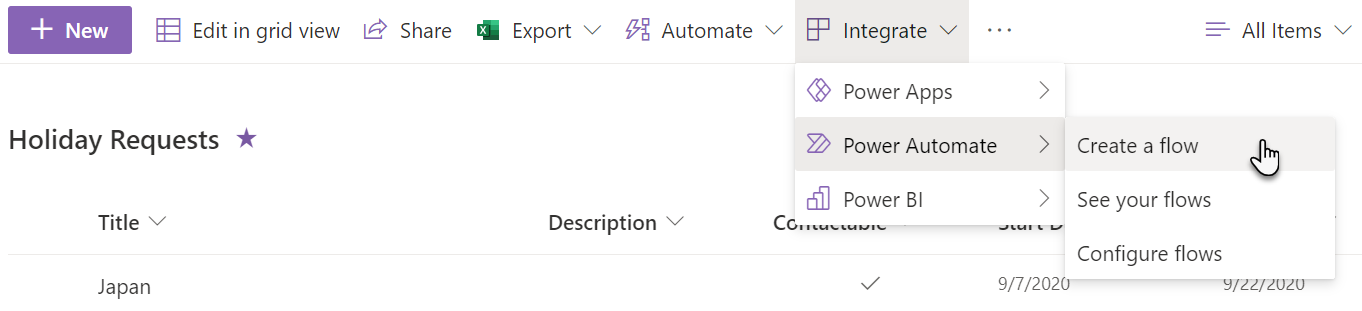 New Edit in grid view Share Export Automate Integrate ... All Items
Power Apps
Holiday Requests
Power Automate
Create a flow
Power BI
See your flows
Title Description Contactable Start D
Configure flows
Japan 9/7/2020 9/22/2020